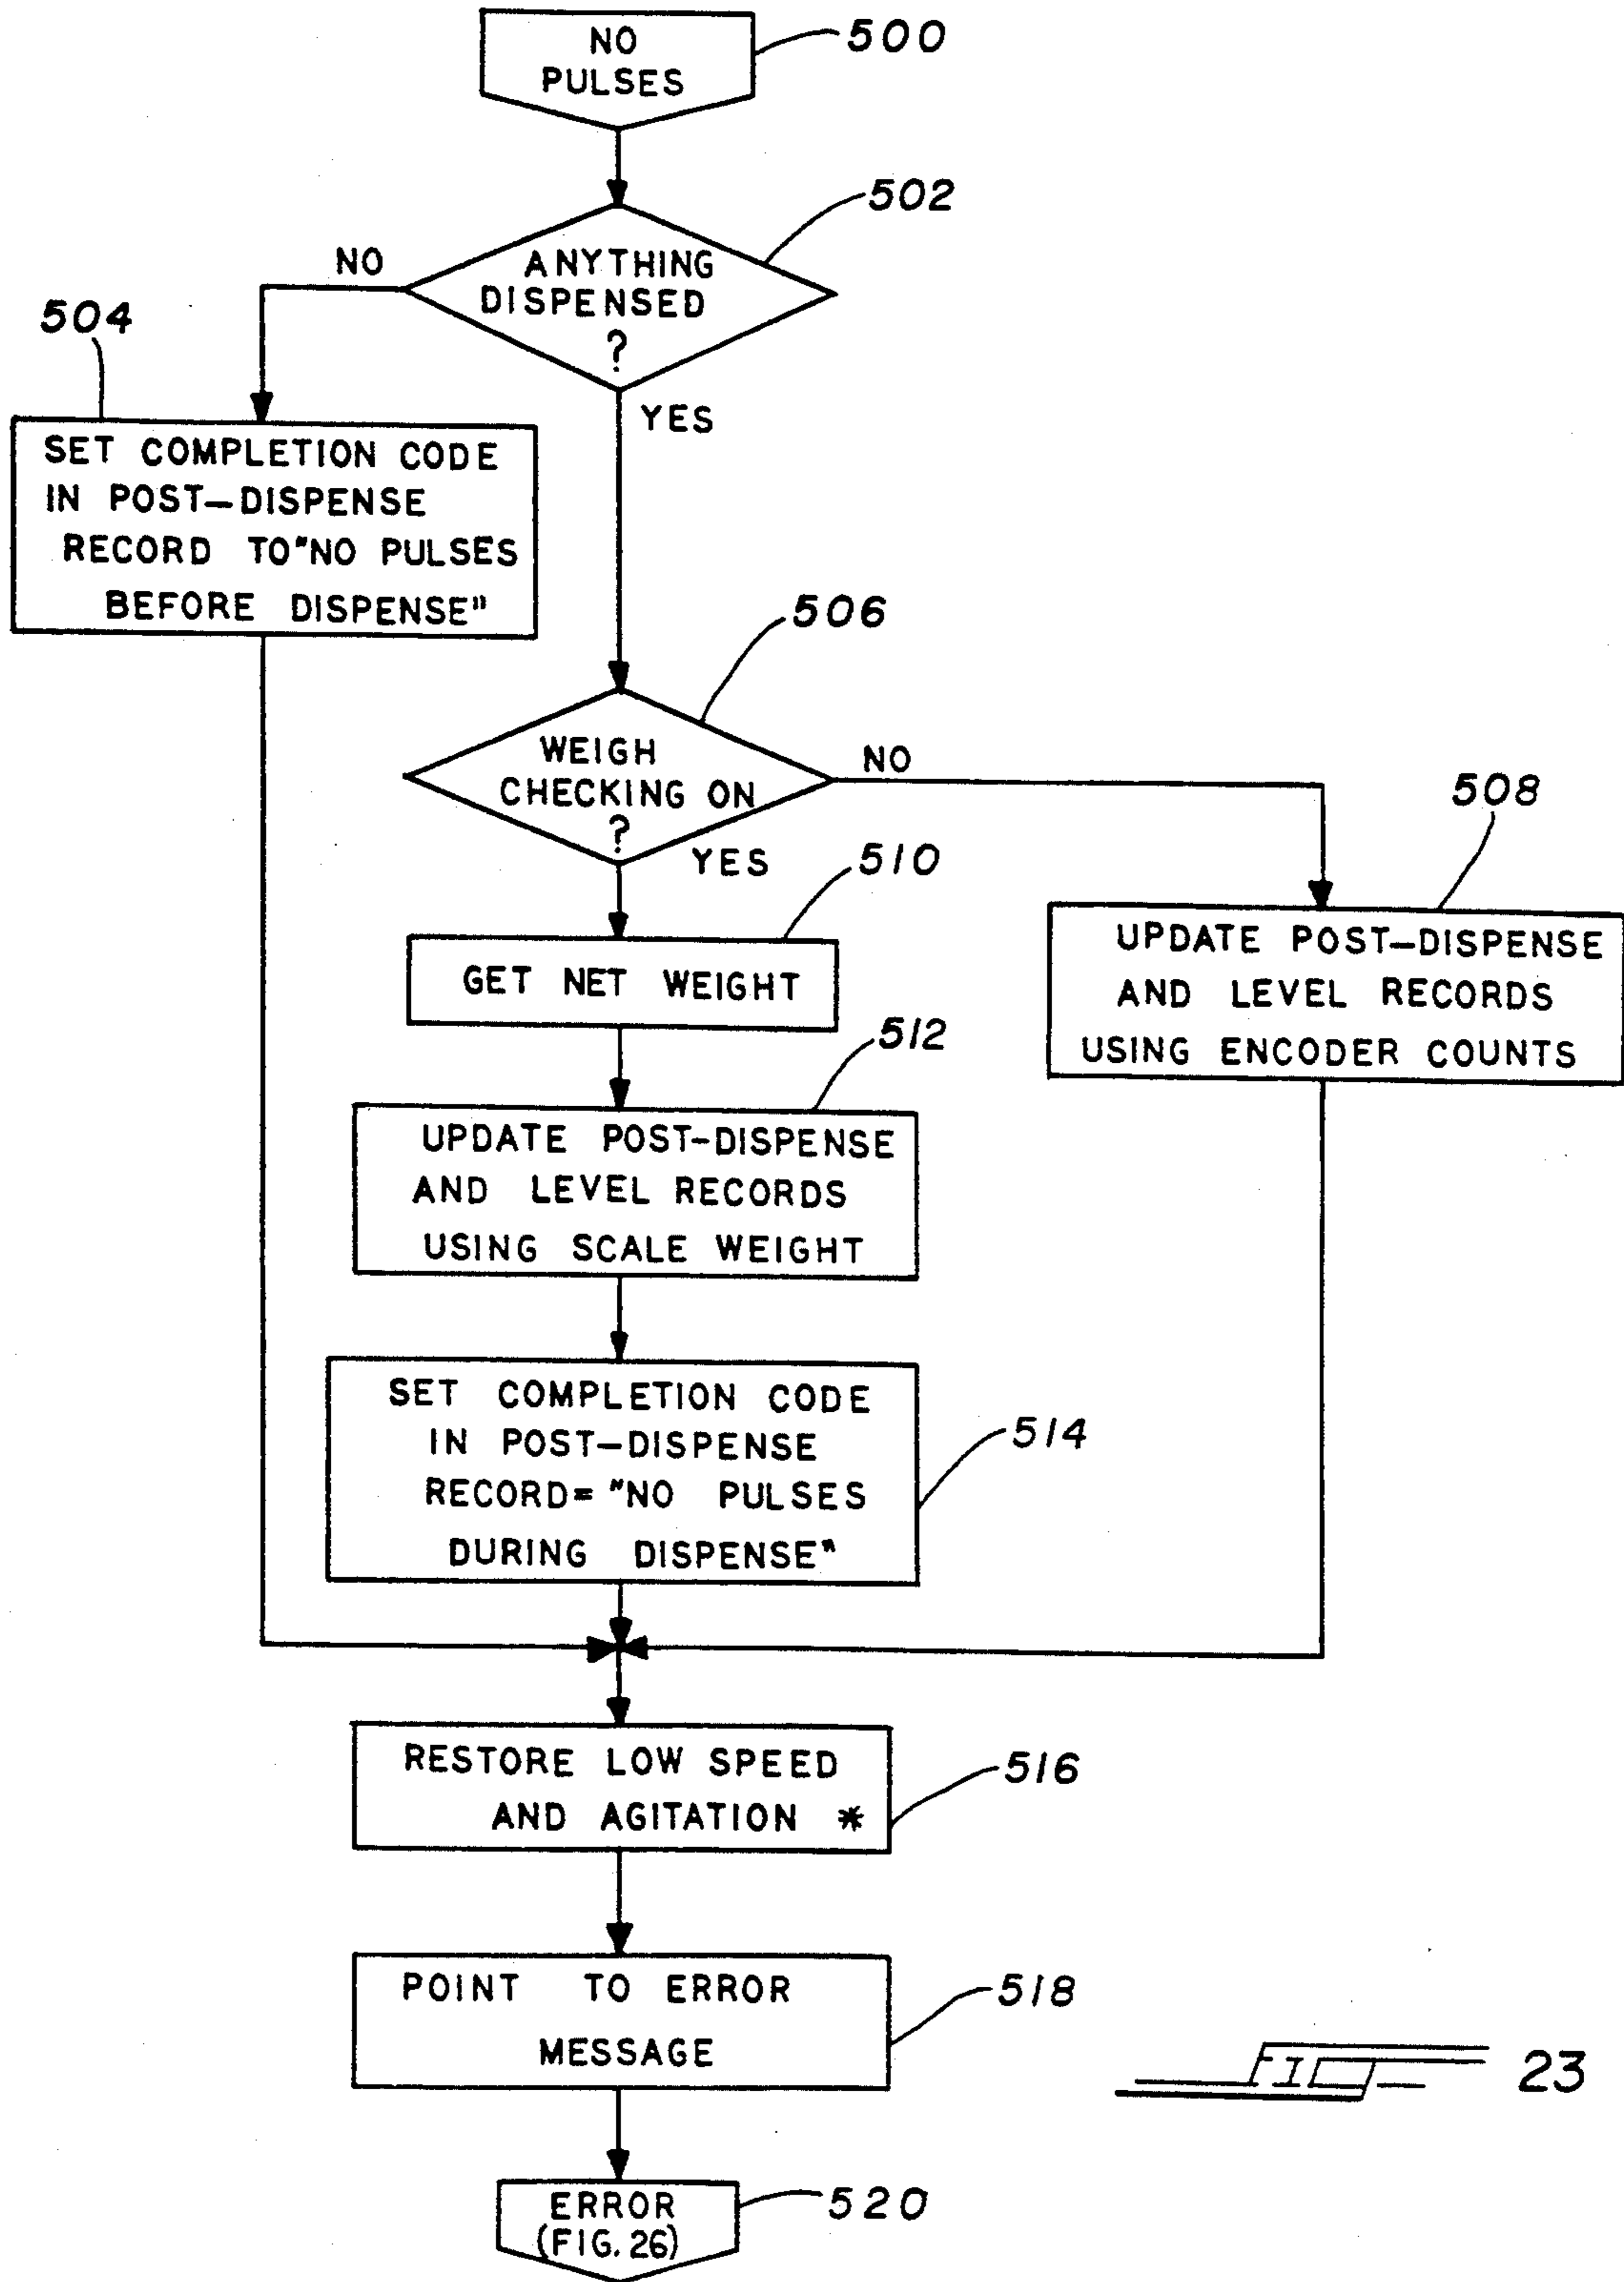 NO
PULSES
500
502
ANYTHING
DISPENSED
?
NO
YES
504
SET COMPLETION CODE
IN POST-DISPENSE
RECORD TO "NO PULSES
BEFORE DISPENSE"
506
WEIGH
CHECKING ON
?
NO
YES
508
UPDATE POST-DISPENSE
AND LEVEL RECORDS
USING ENCODER COUNTS
510
GET NET WEIGHT
512
UPDATE POST-DISPENSE
AND LEVEL RECORDS
USING SCALE WEIGHT
SET COMPLETION CODE
IN POST-DISPENSE
RECORD= "NO PULSES
DURING DISPENSE"
514
RESTORE LOW SPEED
AND AGITATION *
516
POINT TO ERROR
MESSAGE
518
FIG_ 23
ERROR
(FIG. 26)
520